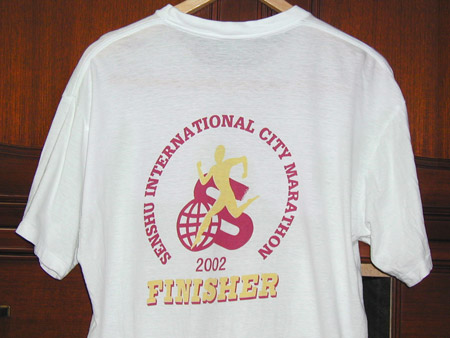 SENSHU INTERNATIONAL CITY MARATHON
S
2002
FINISHER